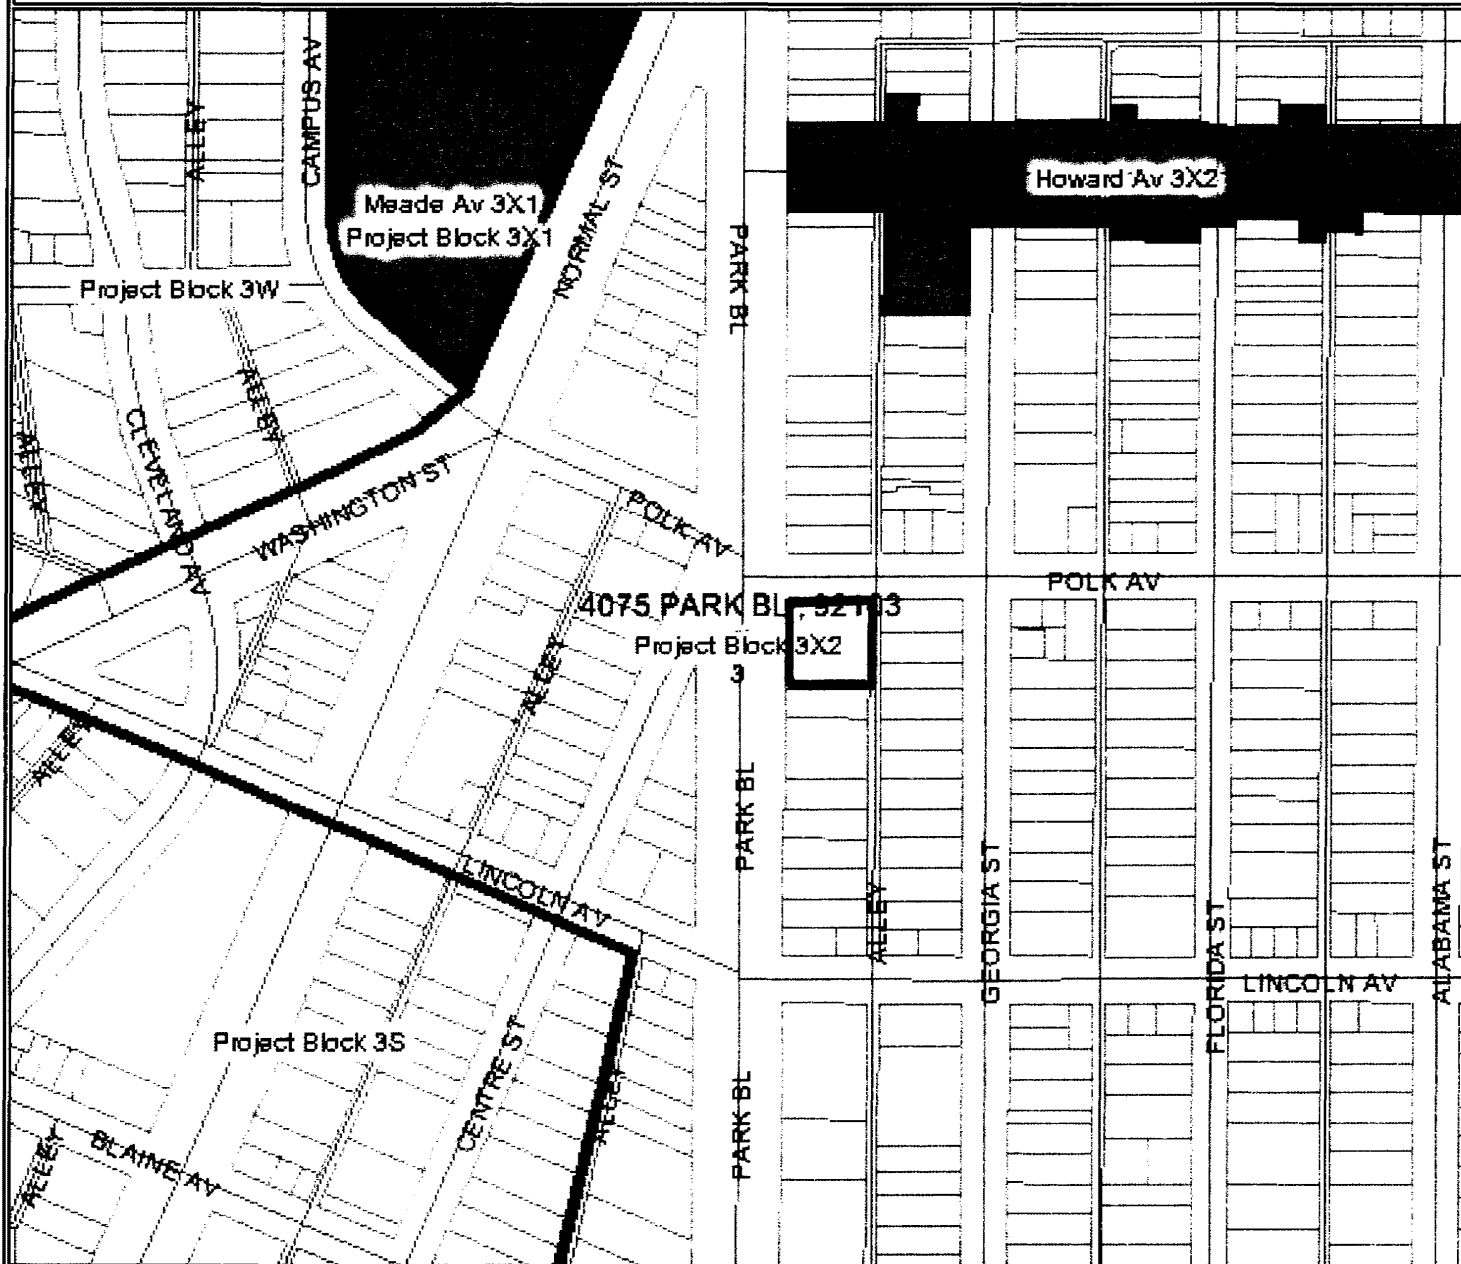 CAMPUS AV
ALLEY
Meade Av 3X1
Project Block 3X1
Howard Av 3X2
NORMAL ST
PARK BL
Project Block 3W
ALLEY
ALLEY
CLEVELAND AV
WASHINGTON ST
POLK AV
POLK AV
4075 PARK BL, 92103
Project Block 3X2
3
ALLEY
ALLEY
PARK BL
LINCOLN AV
ALLEY
GEORGIA ST
FLORIDA ST
ALABAMA ST
LINCOLN AV
Project Block 3S
CENTRE ST
ALLEY
PARK BL
BLAINE AV
ALLEY